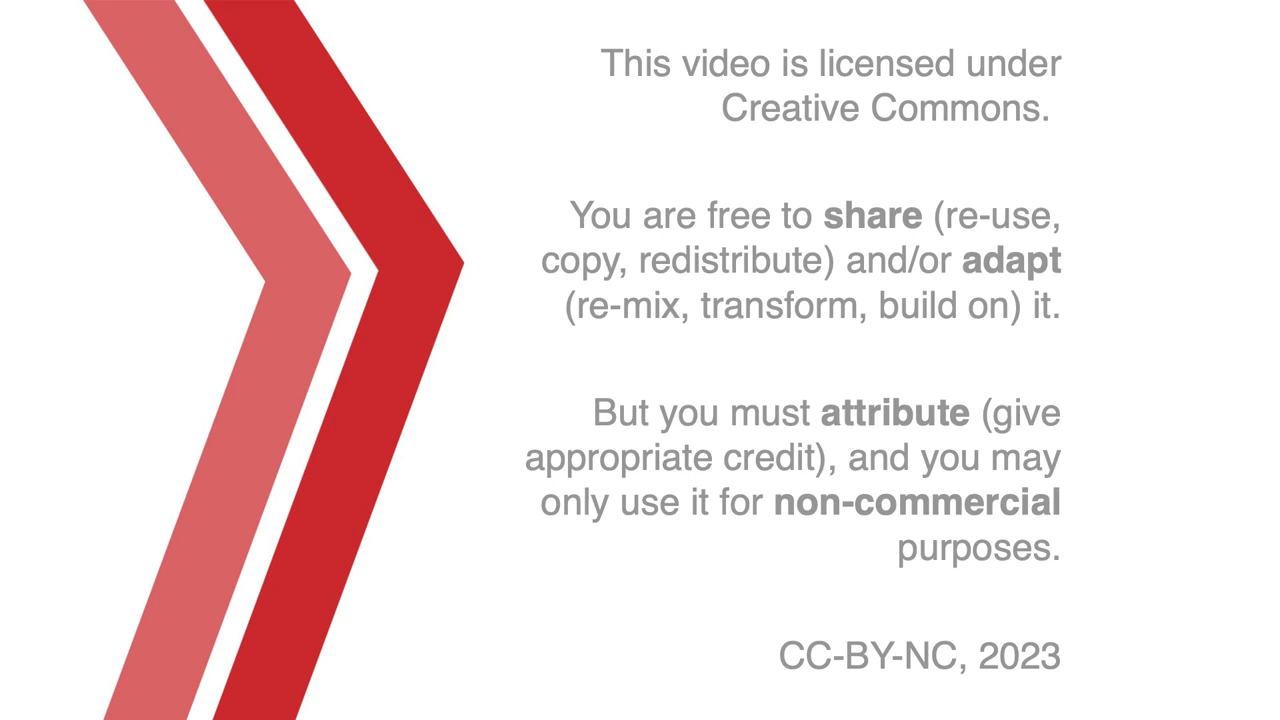 This video is licensed under
Creative Commons.
You are free to share (re-use,
copy, redistribute) and/or adapt
(re-mix, transform, build on) it.
But you must attribute (give
appropriate credit), and you may
only use it for non-commercial
purposes.
CC-BY-NC, 2023